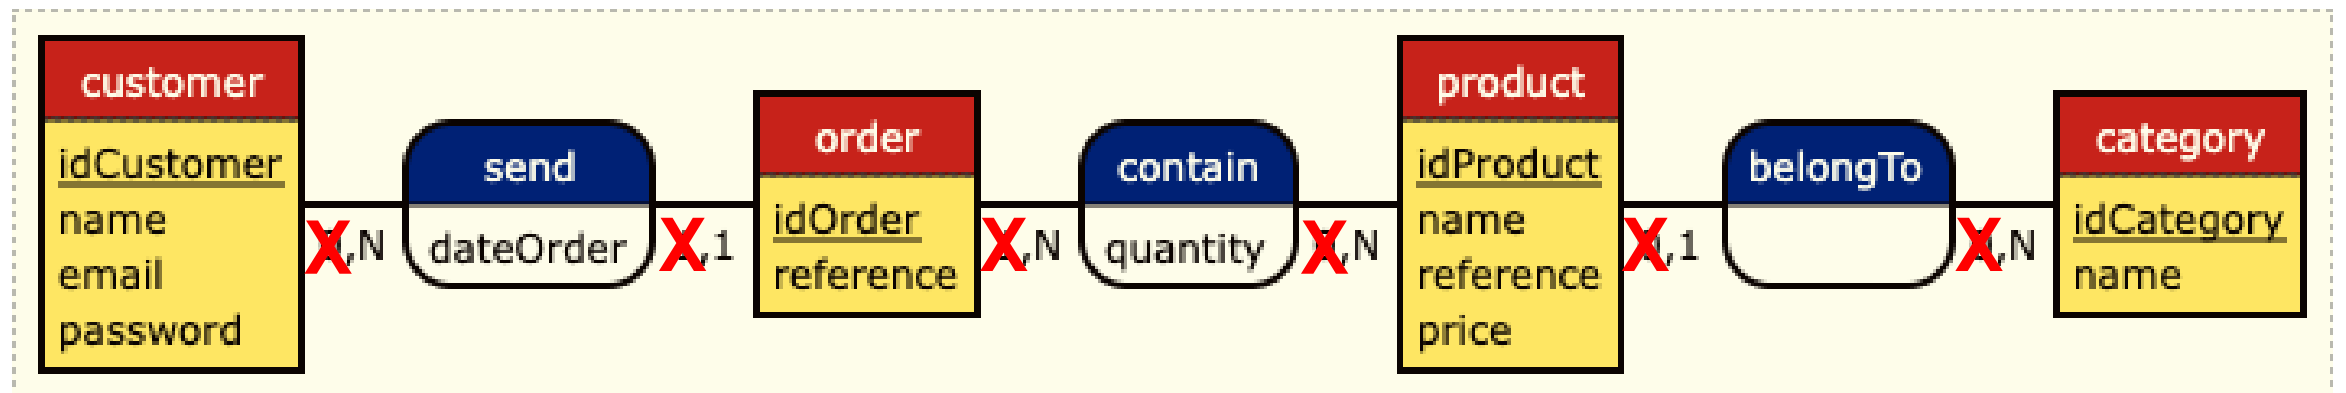 customer
idCustomer
name
email
password
X,N
send
dateOrder
X,1
order
idOrder
reference
X,N
contain
quantity
X,N
product
idProduct
name
reference
price
X,1
belongTo
X,N
category
idCategory
name